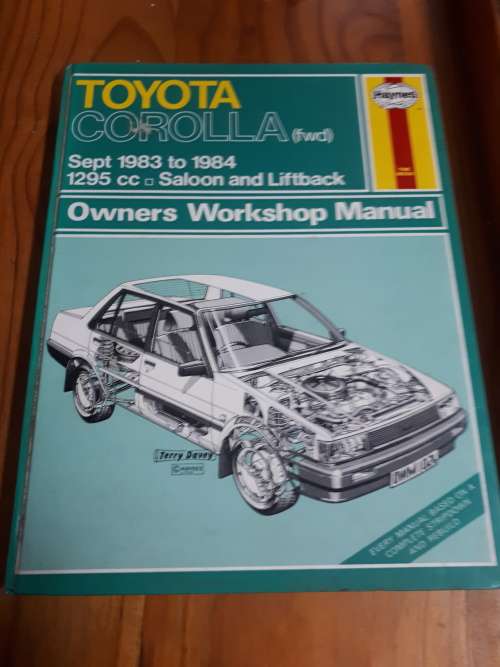 TOYOTA
COROLLA (fwd)
Haynes
Sept 1983 to 1984
1295 cc □ Saloon and Liftback
Owners Workshop Manual
Terry Davey
EVERY MANUAL BASED ON A
COMPLETE STRIPDOWN
AND REBUILD